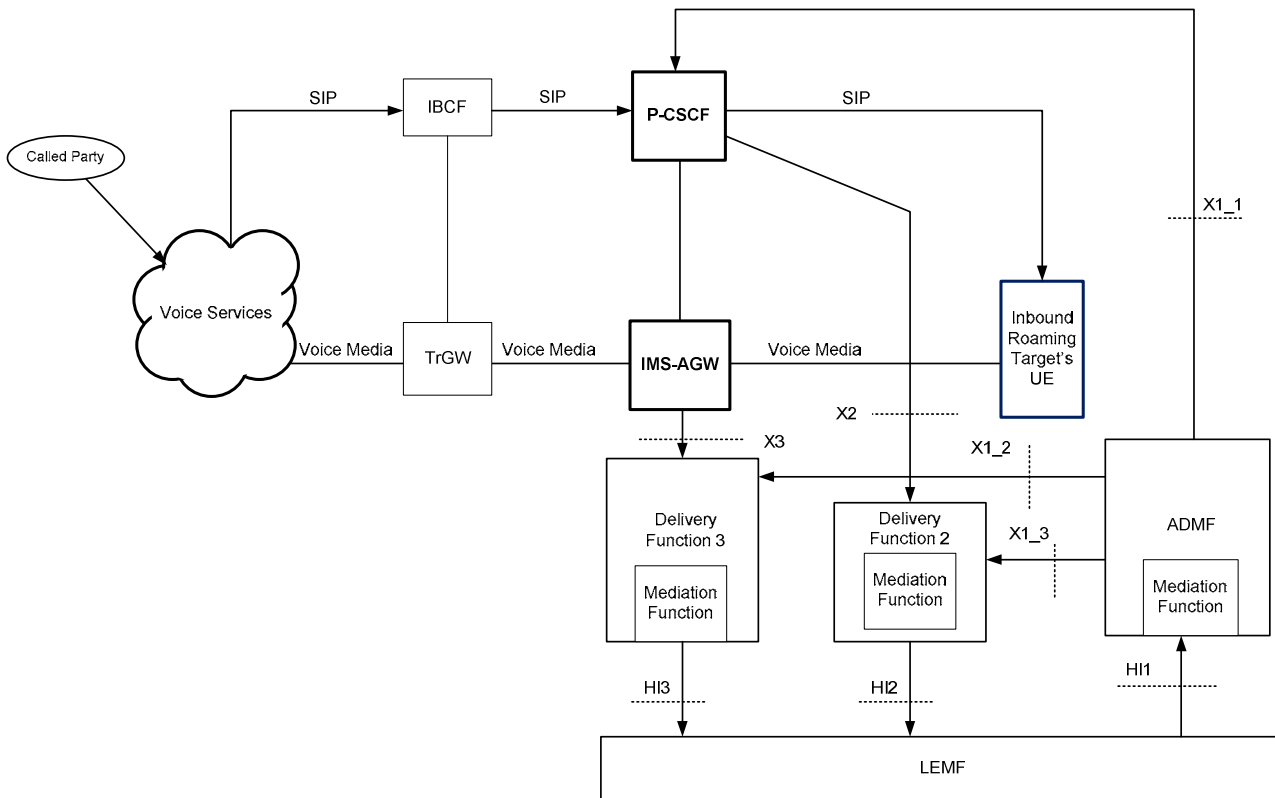 SIP
IBCF
SIP
P-CSCF
SIP
Called Party
X1_1
Voice Services
Voice Media
TrGW
Voice Media
IMS-AGW
Voice Media
Inbound
Roaming
Target's
UE
X2
X3
X1_2
Delivery
Function 3
Mediation
Function
Delivery
Function 2
Mediation
Function
X1_3
ADMF
Mediation
Function
HI3
HI2
HI1
LEMF